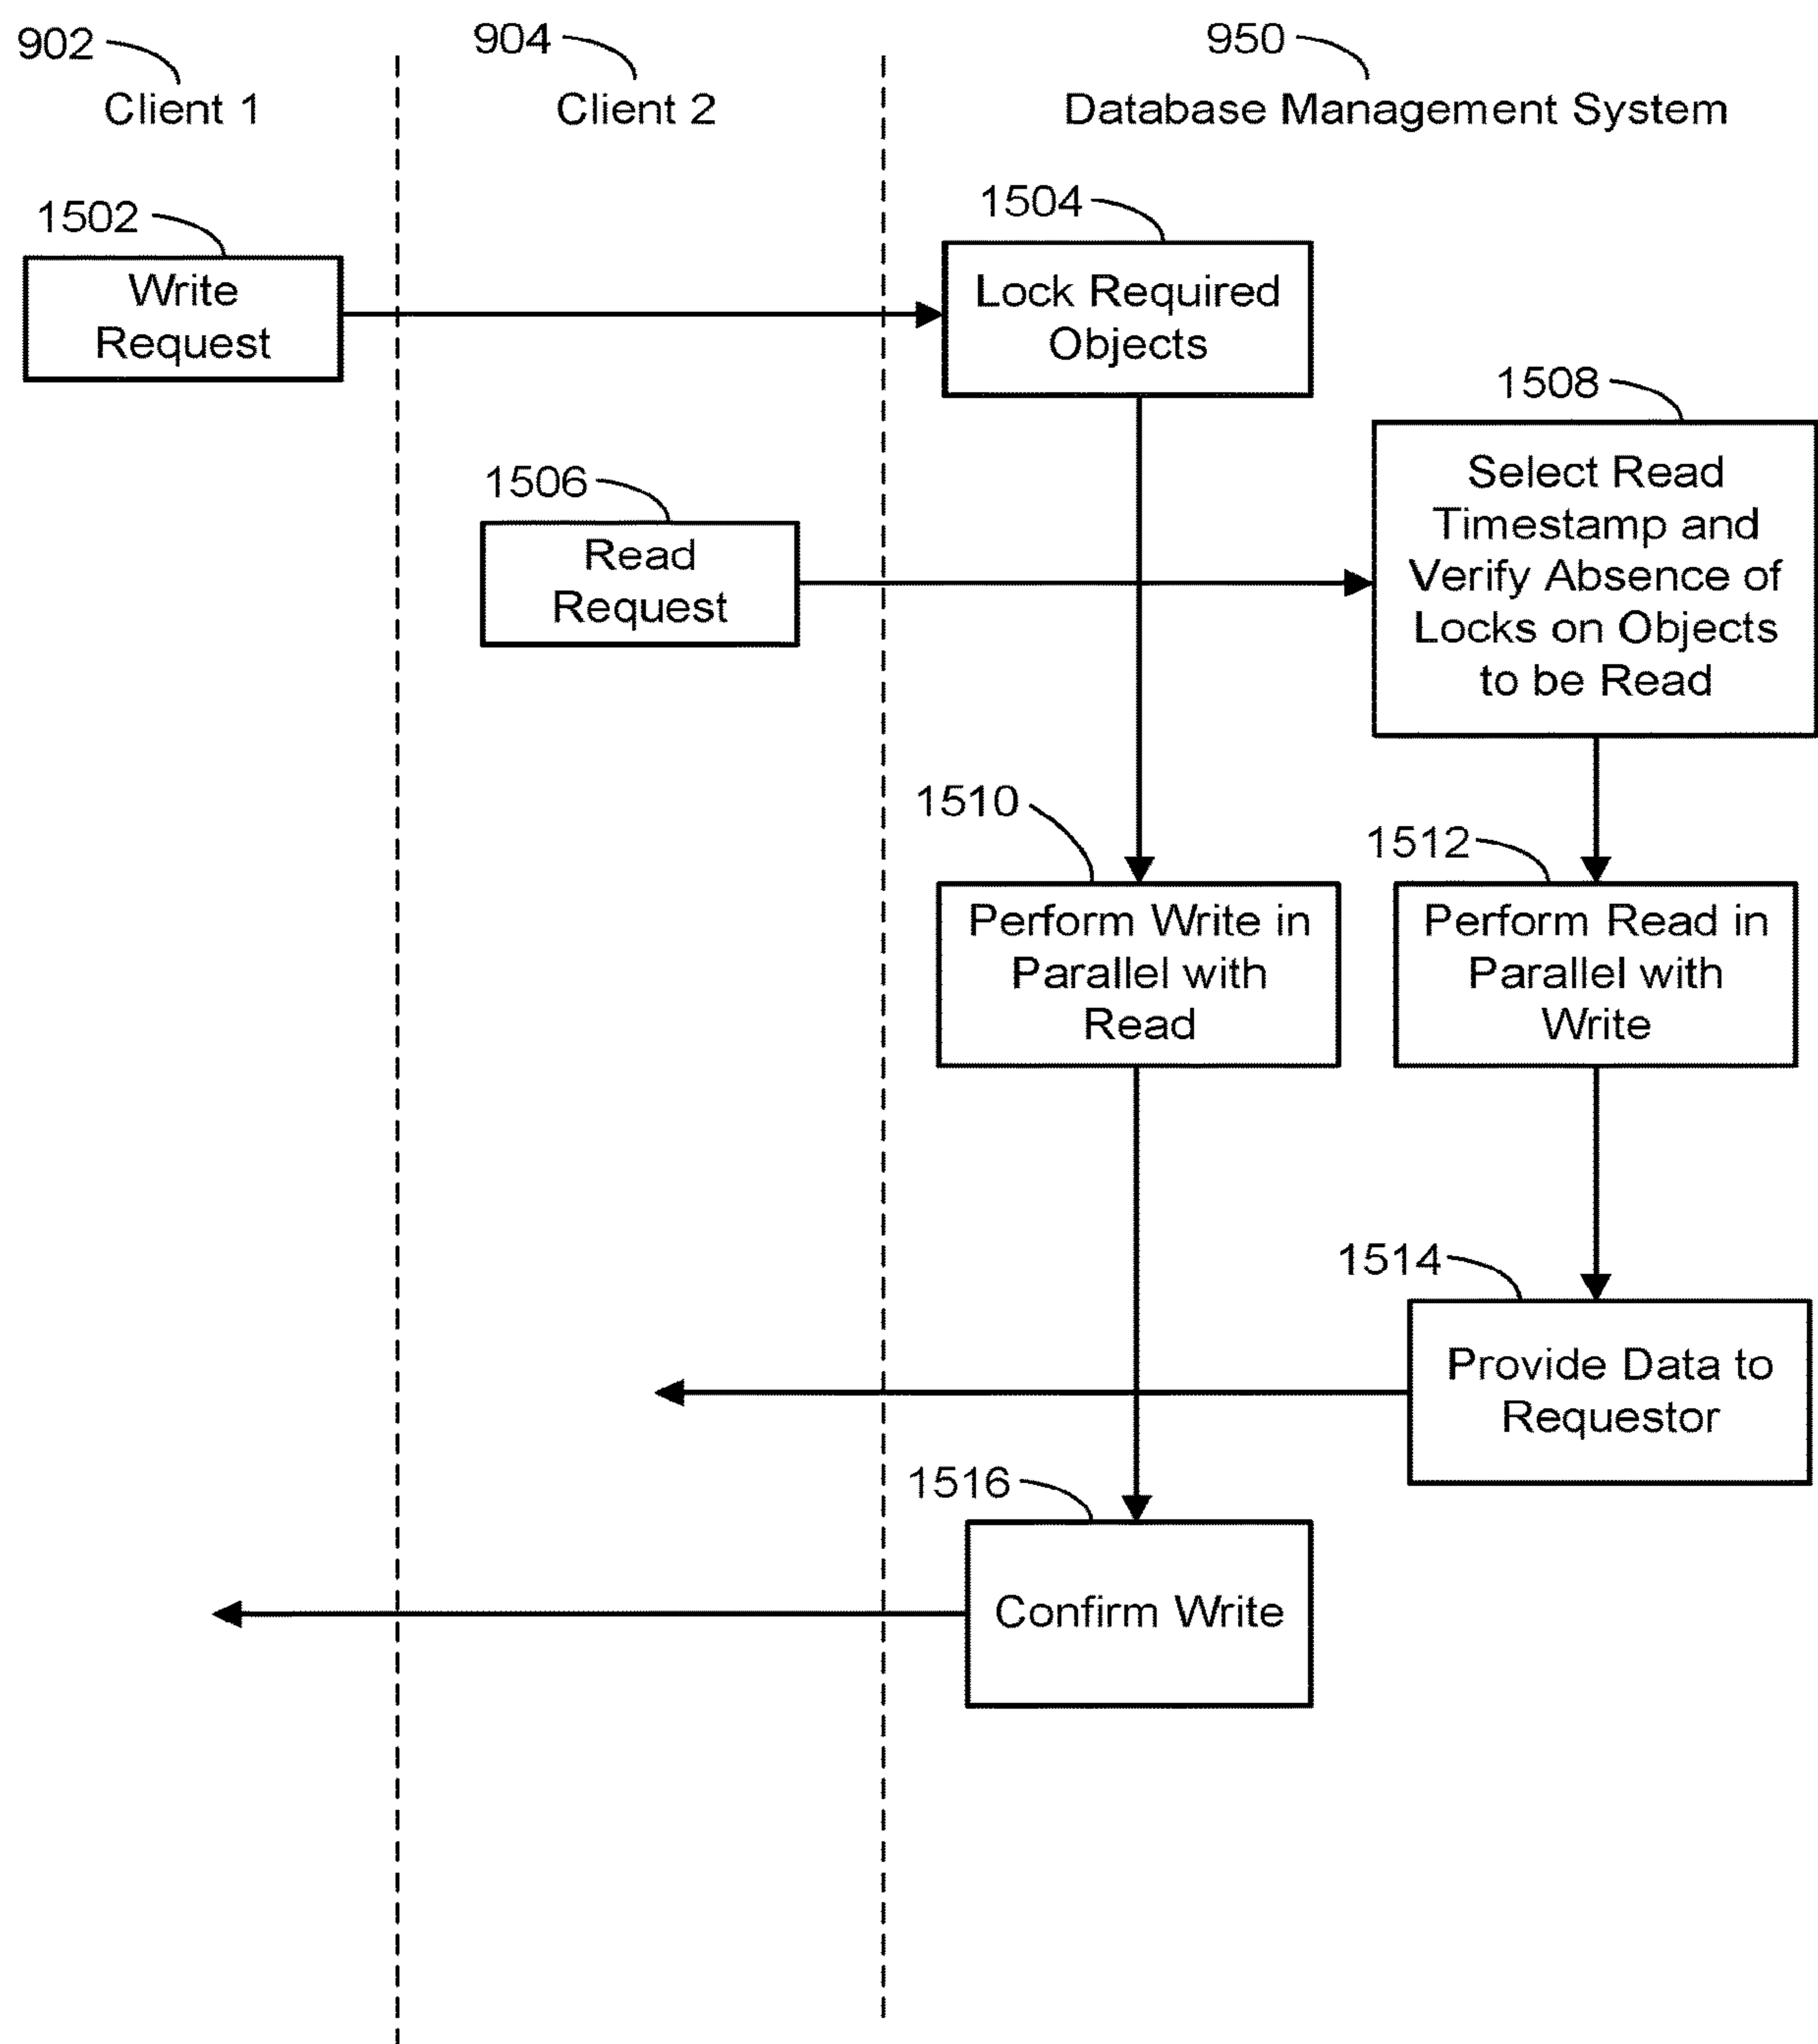 902
904
950
Client 1
Client 2
Database Management System
1502
1504
Write
Request
Lock Required
Objects
1508
1506
Read
Request
Select Read
Timestamp and
Verify Absence of
Locks on Objects
to be Read
1510
1512
Perform Write in
Parallel with
Read
Perform Read in
Parallel with
Write
1514
Provide Data to
Requestor
1516
Confirm Write